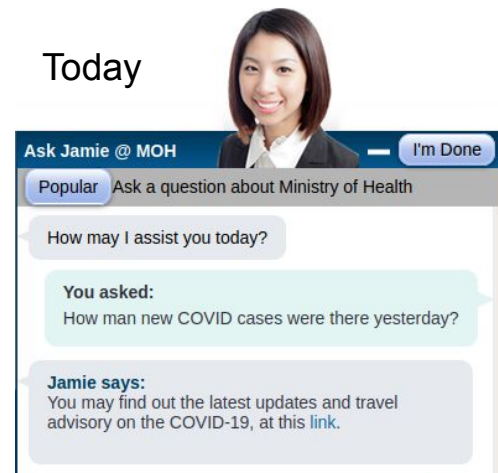 Today
Ask Jamie @ MOH
I'm Done
Popular Ask a question about Ministry of Health
How may I assist you today?
You asked:
How man new COVID cases were there yesterday?
Jamie says:
You may find out the latest updates and travel
advisory on the COVID-19, at this link.